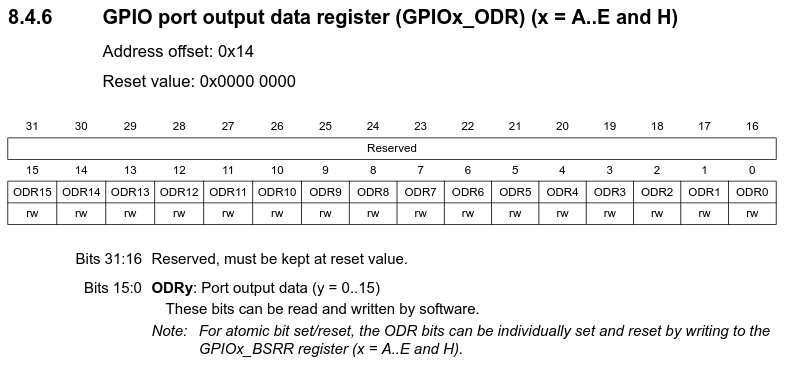 8.4.6 GPIO port output data register (GPIOx_ODR) (x = A..E and H)
Address offset: 0x14
Reset value: 0x0000 0000
31 30 29 28 27 26 25 24 23 22 21 20 19 18 17 16
Reserved
15 14 13 12 11 10 9 8 7 6 5 4 3 2 1 0
ODR15 ODR14 ODR13 ODR12 ODR11 ODR10 ODR9 ODR8 ODR7 ODR6 ODR5 ODR4 ODR3 ODR2 ODR1 ODR0
rw rw rw rw rw rw rw rw rw rw rw rw rw rw rw rw
Bits 31:16 Reserved, must be kept at reset value.
Bits 15:0 ODRy: Port output data (y = 0..15)
These bits can be read and written by software.
Note: For atomic bit set/reset, the ODR bits can be individually set and reset by writing to the
GPIOx_BSRR register (x = A..E and H).